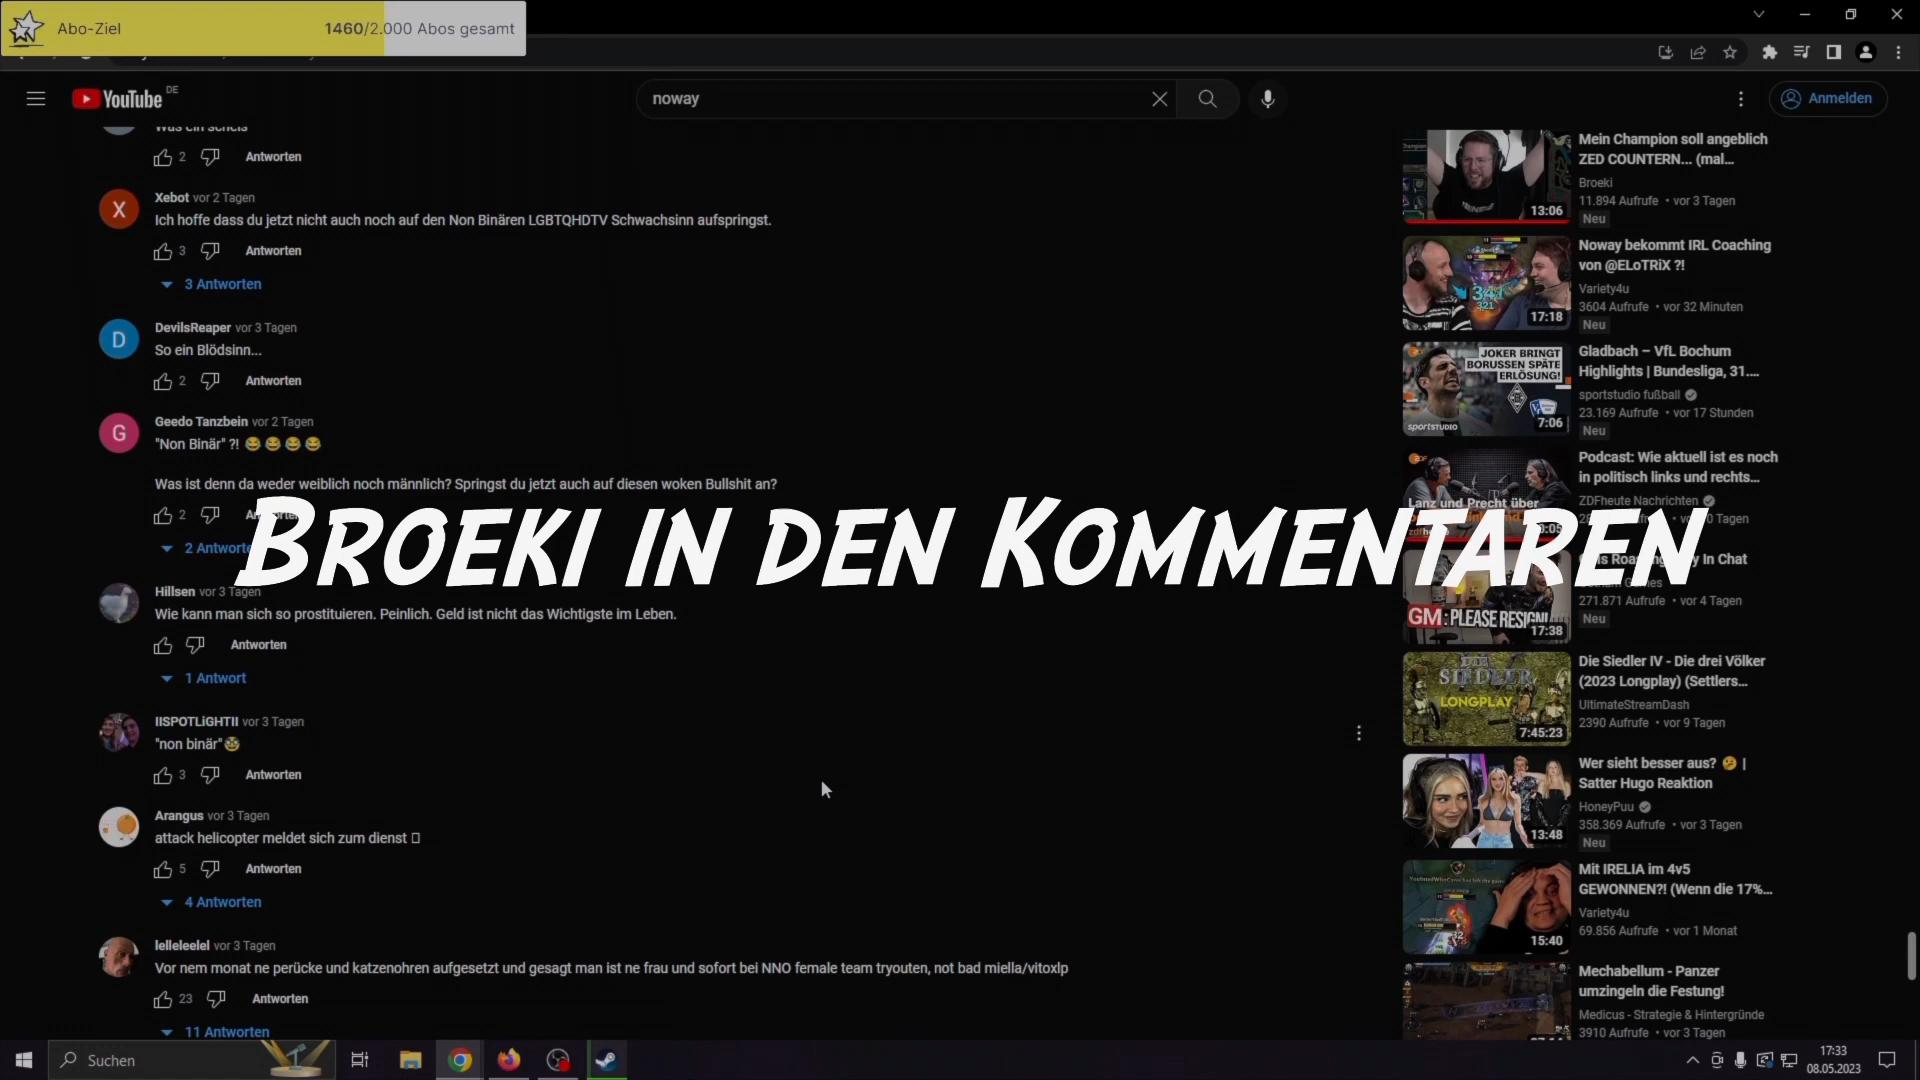 Abo-Ziel
1460/2.000 Abos gesamt
YouTube DE
noway
Anmelden
Was ein scheis
2 Antworten
Xebot vor 2 Tagen
Ich hoffe dass du jetzt nicht auch noch auf den Non Binären LGBTQHDTV Schwachsinn aufspringst.
3 Antworten
3 Antworten
DevilsReaper vor 3 Tagen
So ein Blödsinn...
2 Antworten
Geedo Tanzbein vor 2 Tagen
"Non Binär" ?! 😂😂😂😂
Was ist denn da weder weiblich noch männlich? Springst du jetzt auch auf diesen woken Bullshit an?
2
BROEKI IN DEN KOMMENTAREN
Hillsen vor 3 Tagen
Wie kann man sich so prostituieren. Peinlich. Geld ist nicht das Wichtigste im Leben.
Antworten
1 Antwort
IISPOTLiGHTII vor 3 Tagen
"non binär"🥸
3 Antworten
Arangus vor 3 Tagen
attack helicopter meldet sich zum dienst
5 Antworten
4 Antworten
lelleleelel vor 3 Tagen
Vor nem monat ne perücke und katzenohren aufgesetzt und gesagt man ist ne frau und sofort bei NNO female team tryouten, not bad miella/vitoxlp
23 Antworten
11 Antworten
13:06
Mein Champion soll angeblich
ZED COUNTERN... (mal...
Broeki
11.894 Aufrufe • vor 3 Tagen
Neu
17:18
Noway bekommt IRL Coaching
von @ELoTRiX ?!
Variety4u
3604 Aufrufe • vor 32 Minuten
Neu
JOKER BRINGT
BORUSSEN SPÄTE
ERLÖSUNG!
sportstudio
7:06
Gladbach – VfL Bochum
Highlights | Bundesliga, 31....
sportstudio fußball
23.169 Aufrufe • vor 17 Stunden
Neu
Lanz und Precht über
Podcast: Wie aktuell ist es noch
in politisch links und rechts...
ZDFheute Nachrichten
GM: PLEASE RESIGN!
17:38
In Chat
271.871 Aufrufe • vor 4 Tagen
Neu
DIE
SIEDLER
LONGPLAY
7:45:23
Die Siedler IV - Die drei Völker
(2023 Longplay) (Settlers...
UltimateStreamDash
2390 Aufrufe • vor 9 Tagen
13:48
Wer sieht besser aus? 🤔 |
Satter Hugo Reaktion
HoneyPuu
358.369 Aufrufe • vor 3 Tagen
Neu
15:40
Mit IRELIA im 4v5
GEWONNEN?! (Wenn die 17%...
Variety4u
69.856 Aufrufe • vor 1 Monat
Mechabellum - Panzer
umzingeln die Festung!
Medicus - Strategie & Hintergründe
3910 Aufrufe • vor 3 Tagen
Suchen
17:33
08.05.2023